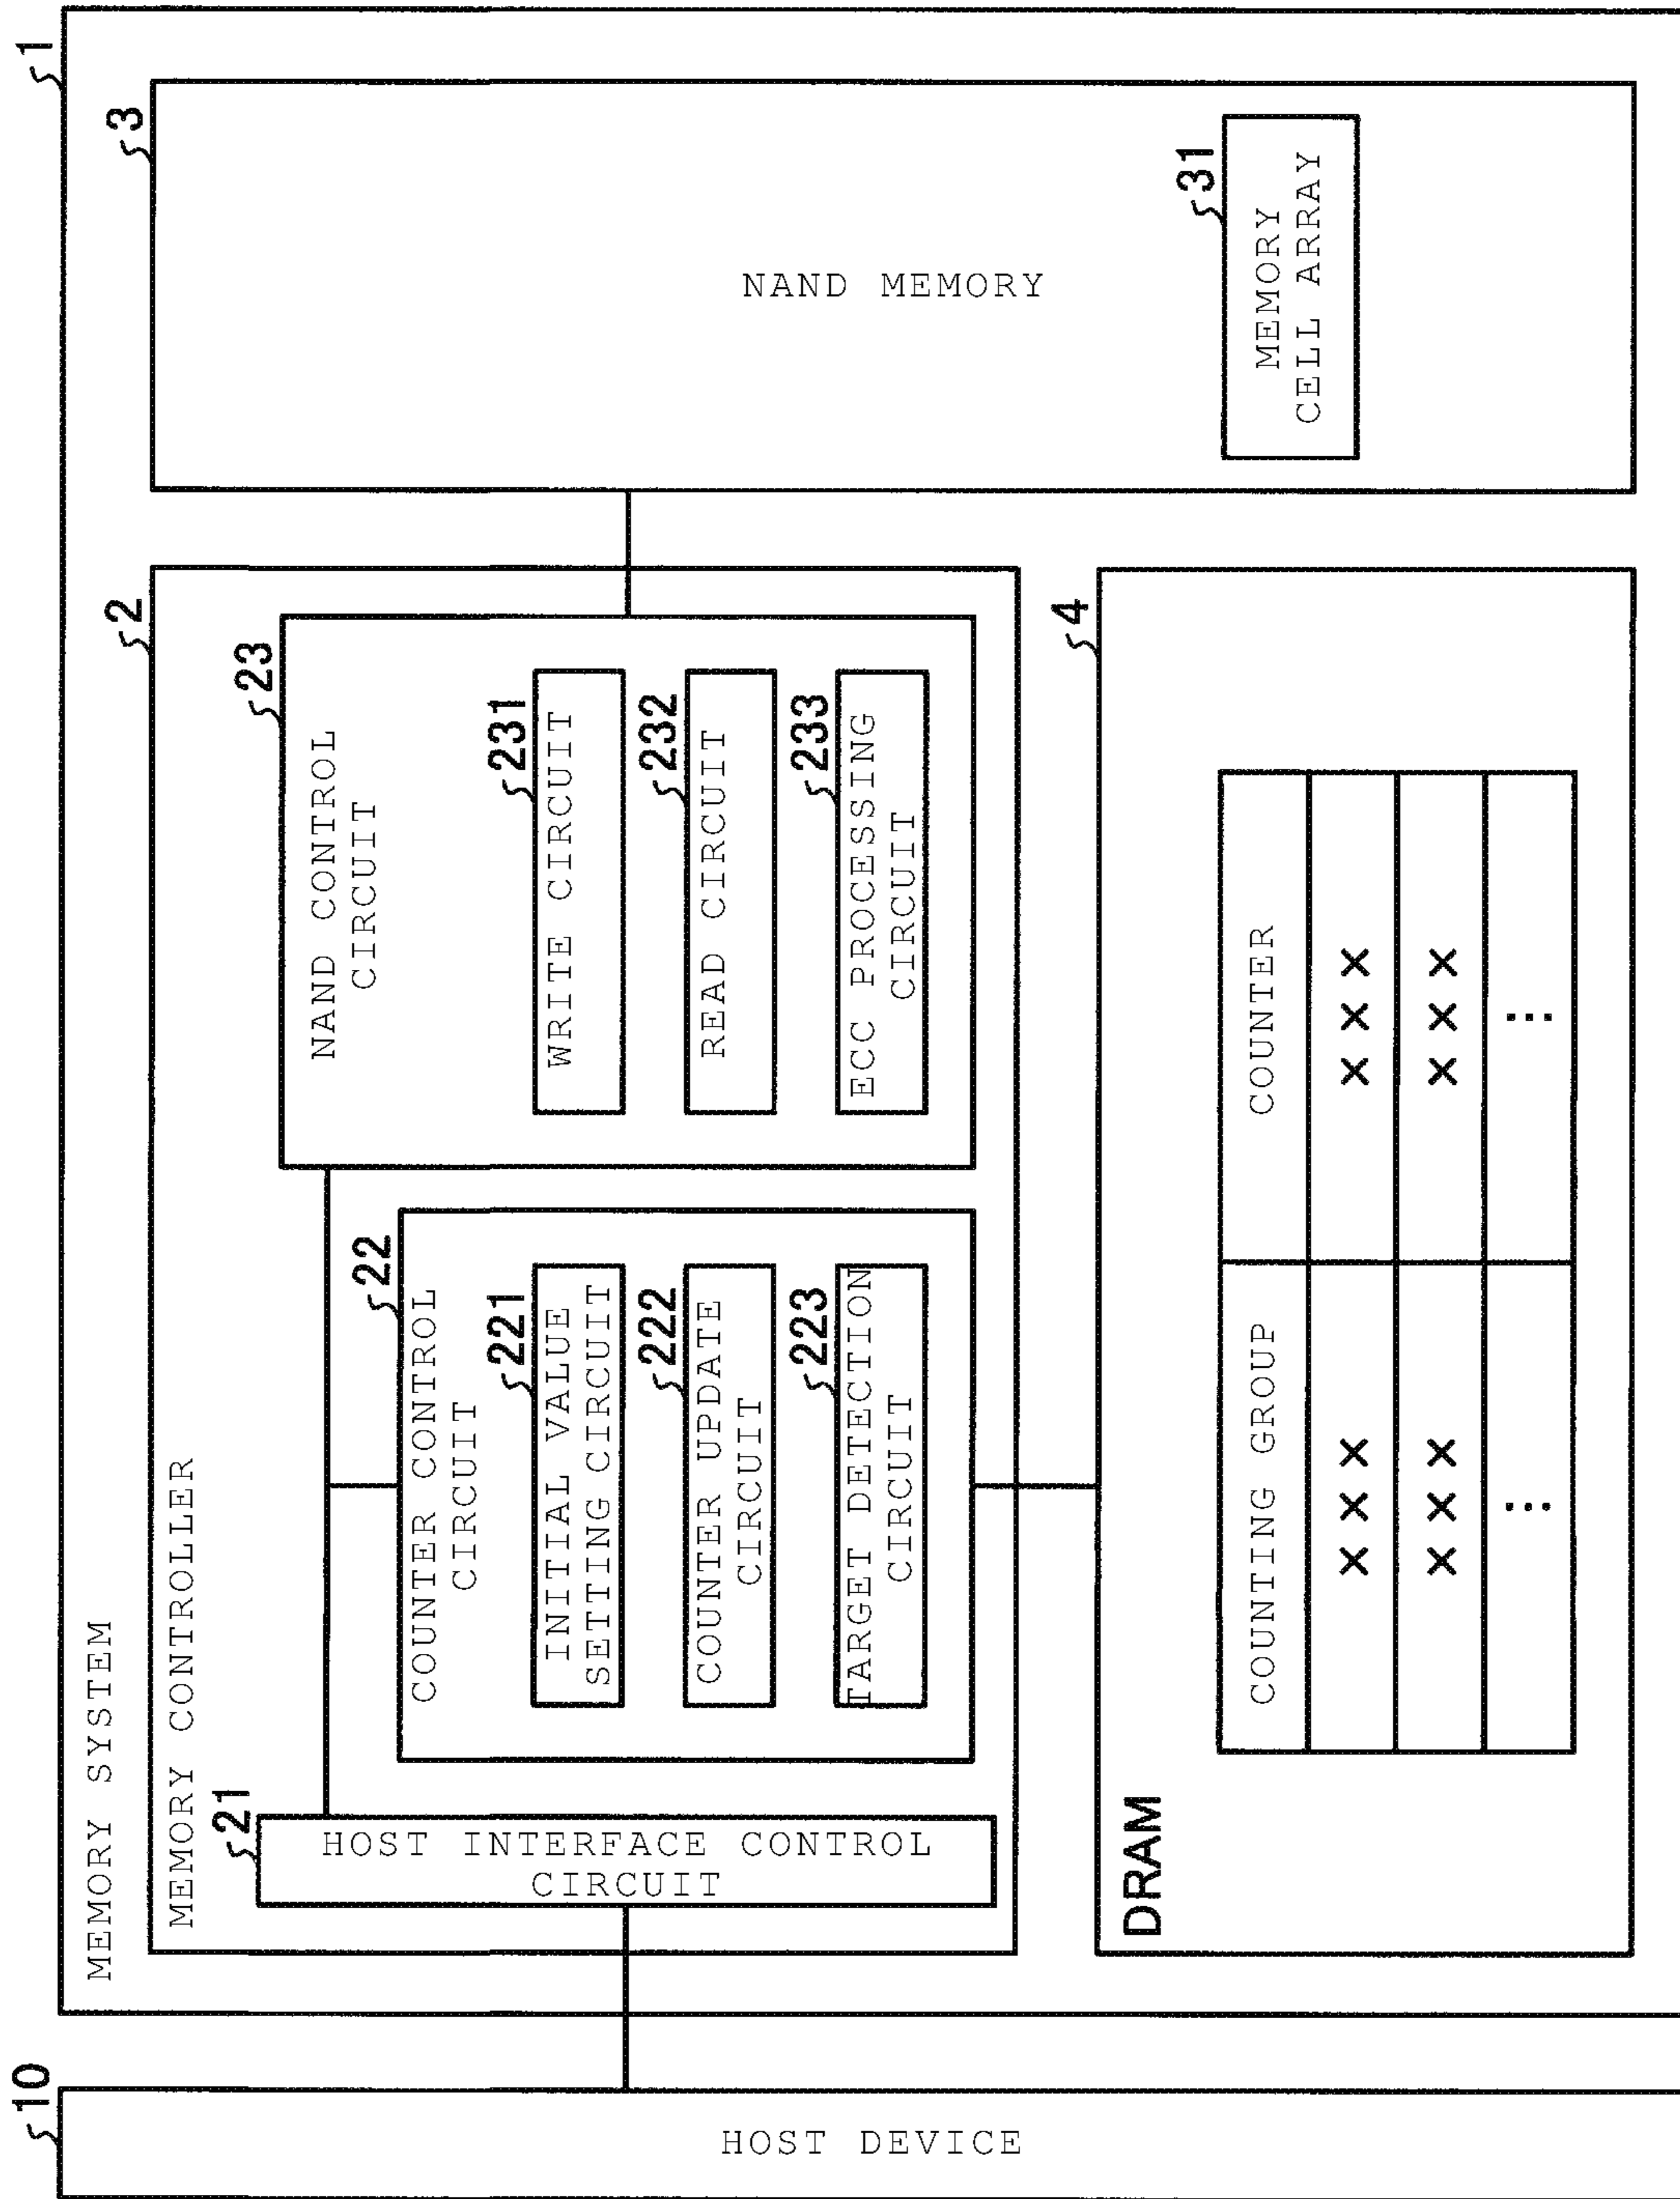 10
HOST DEVICE
1
MEMORY SYSTEM
2
MEMORY CONTROLLER
21
HOST INTERFACE CONTROL
CIRCUIT
22
COUNTER CONTROL
CIRCUIT
221
INITIAL VALUE
SETTING CIRCUIT
222
COUNTER UPDATE
CIRCUIT
223
TARGET DETECTION
CIRCUIT
23
NAND CONTROL
CIRCUIT
231
WRITE CIRCUIT
232
READ CIRCUIT
233
ECC PROCESSING
CIRCUIT
3
NAND MEMORY
31
MEMORY
CELL ARRAY
4
DRAM
COUNTING GROUP COUNTER
××× ×××
××× ×××
... ...